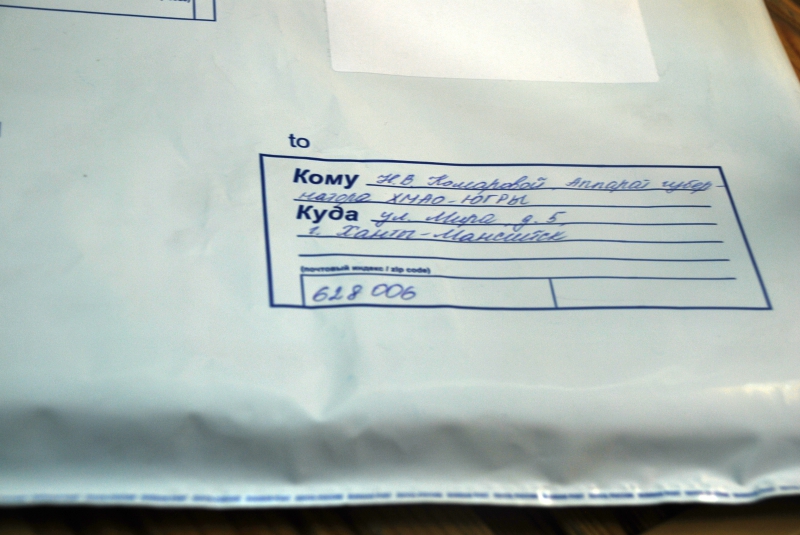 to
Кому Н.В. Комаровой, Аппарат губер-
натора ХМАО-ЮГРЫ
Куда ул. Мира д. 5
г. Ханты-Мансийск
(почтовый индекс / zip code)
628 006